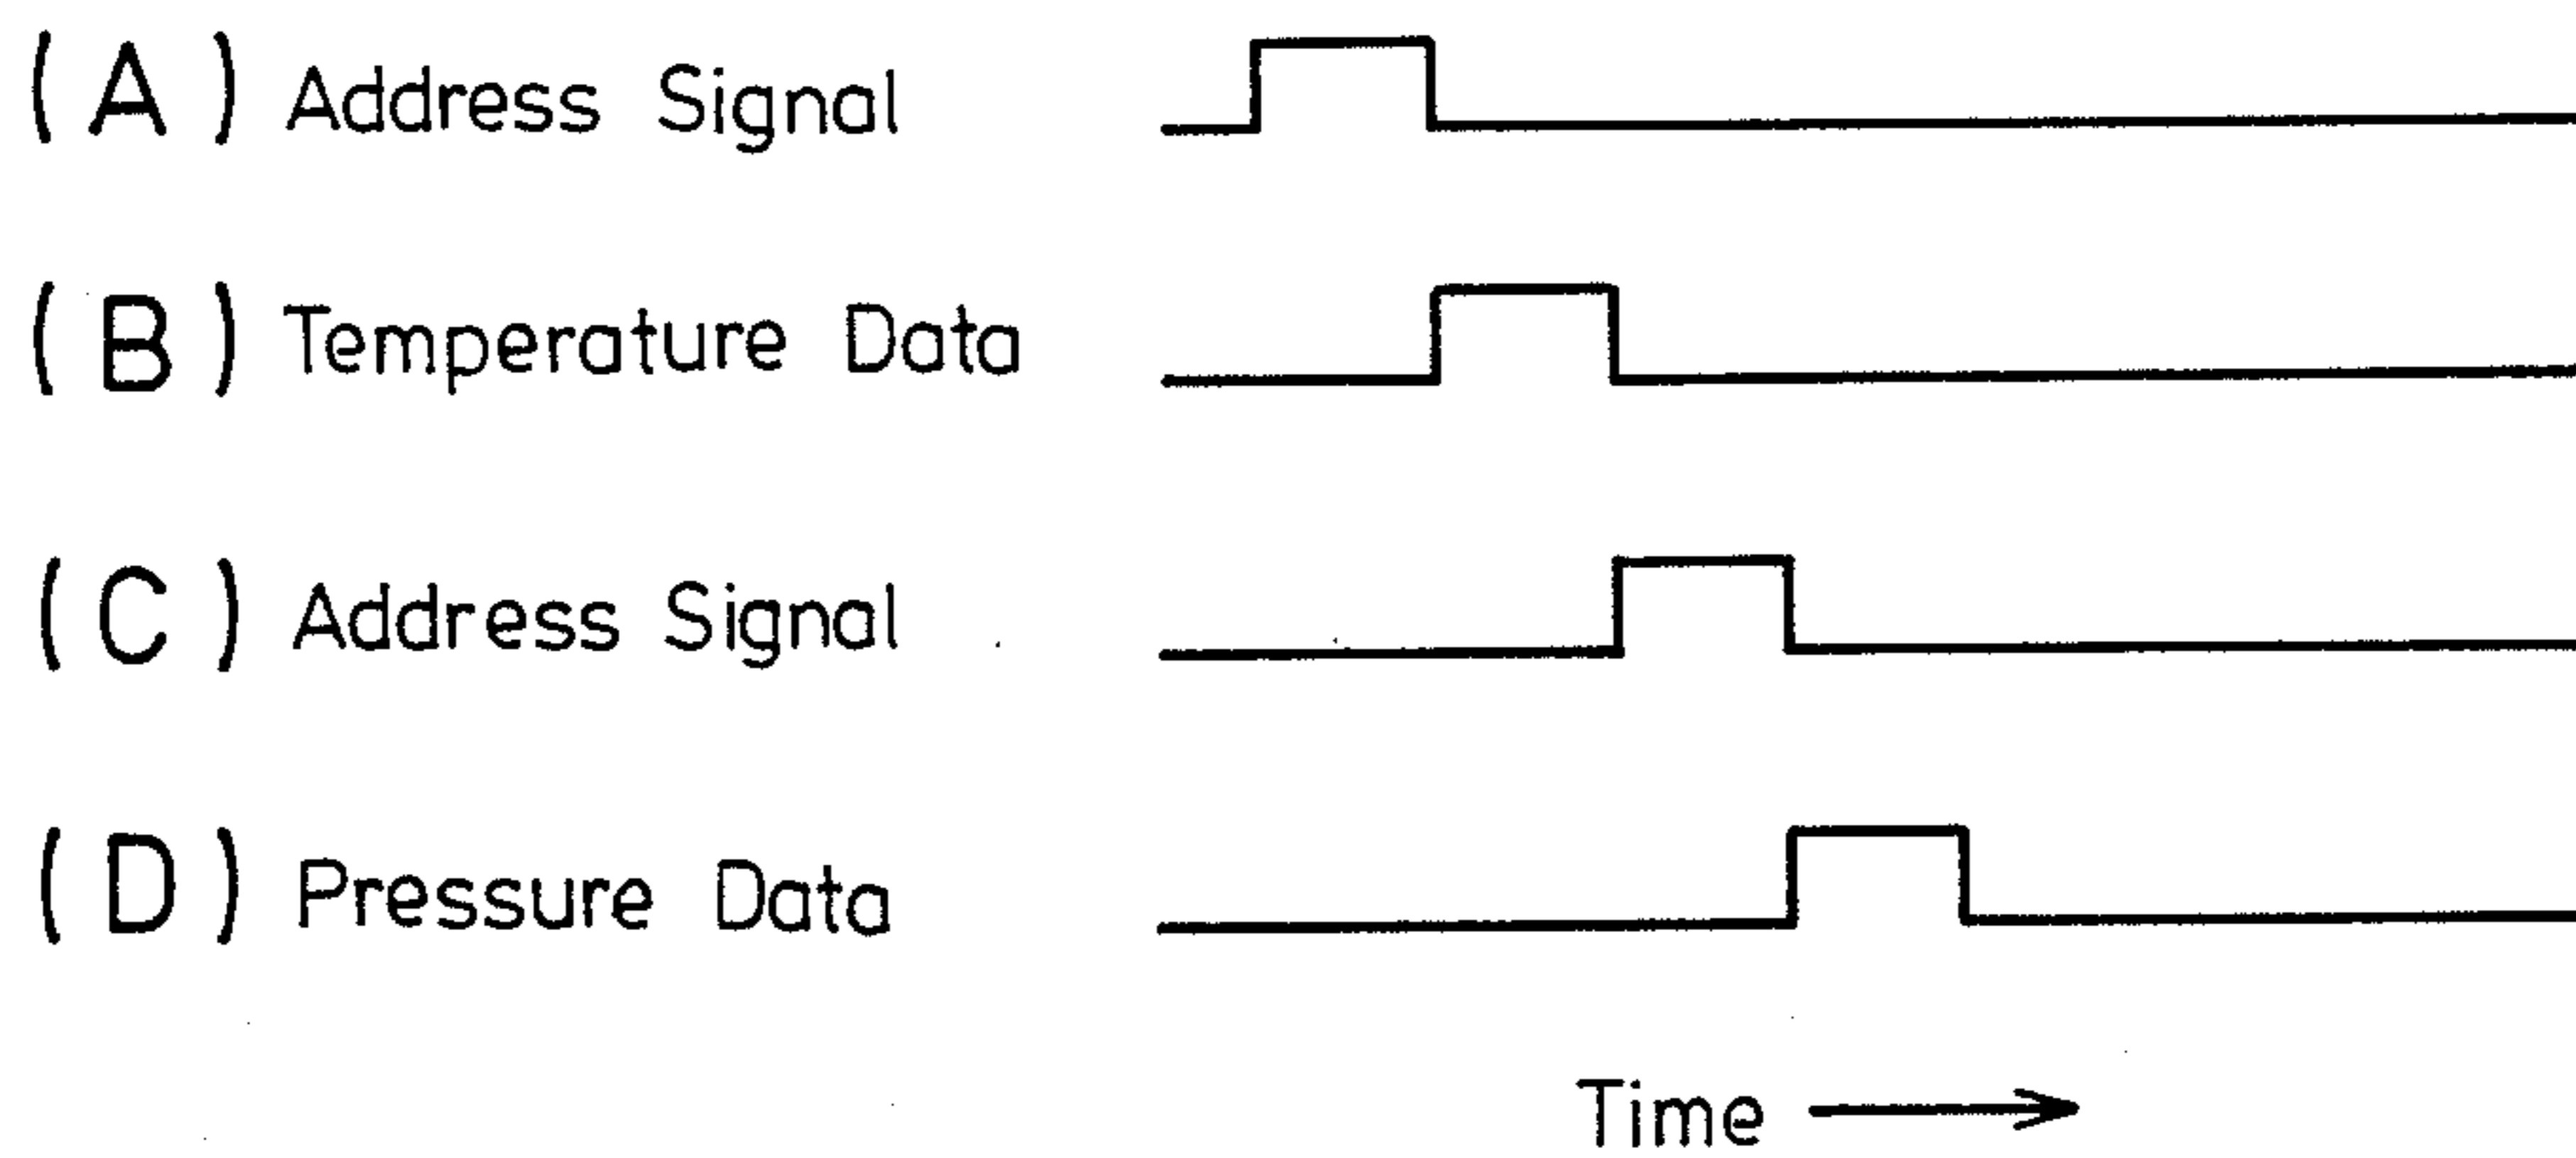 (A) Address Signal
(B) Temperature Data
(C) Address Signal
(D) Pressure Data
Time